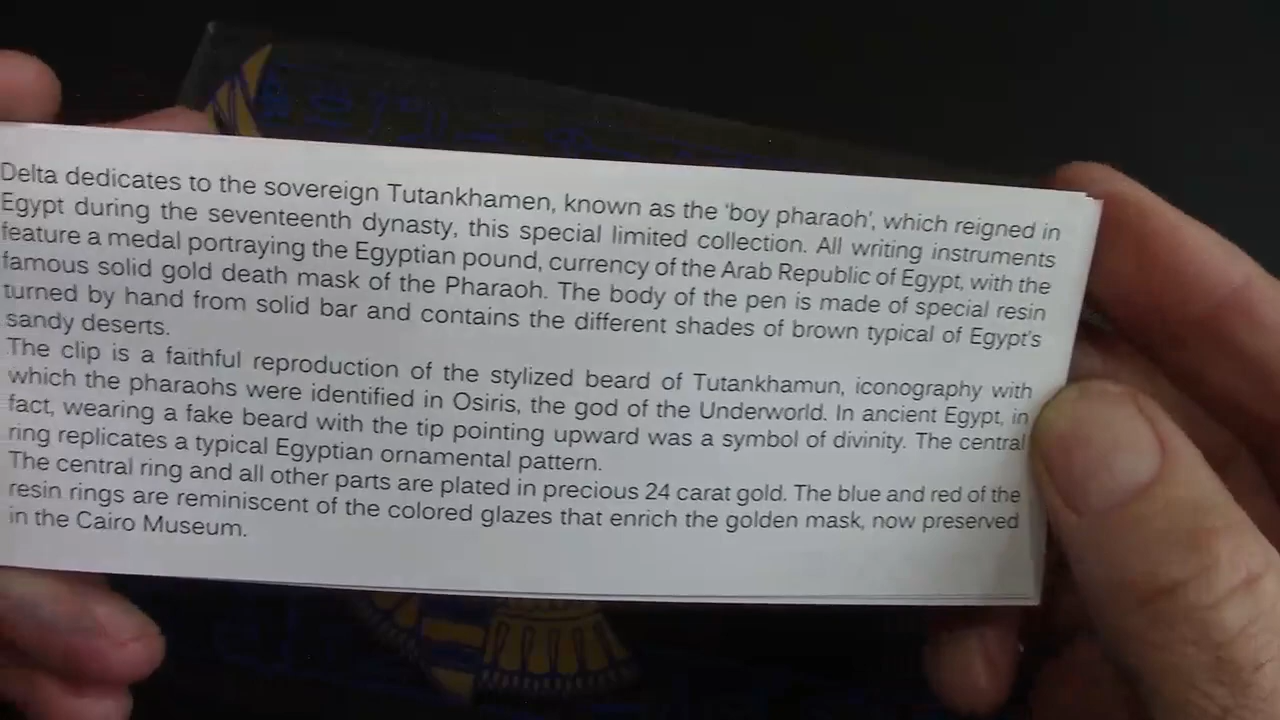 Delta dedicates to the sovereign Tutankhamen, known as the 'boy pharaoh', which reigned in
Egypt during the seventeenth dynasty, this special limited collection. All writing instruments
feature a medal portraying the Egyptian pound, currency of the Arab Republic of Egypt, with the
famous solid gold death mask of the Pharaoh. The body of the pen is made of special resin
turned by hand from solid bar and contains the different shades of brown typical of Egypt's
sandy deserts.
The clip is a faithful reproduction of the stylized beard of Tutankhamun, iconography with
which the pharaohs were identified in Osiris, the god of the Underworld. In ancient Egypt, in
fact, wearing a fake beard with the tip pointing upward was a symbol of divinity. The central
ring replicates a typical Egyptian ornamental pattern.
The central ring and all other parts are plated in precious 24 carat gold. The blue and red of the
resin rings are reminiscent of the colored glazes that enrich the golden mask, now preserved
in the Cairo Museum.